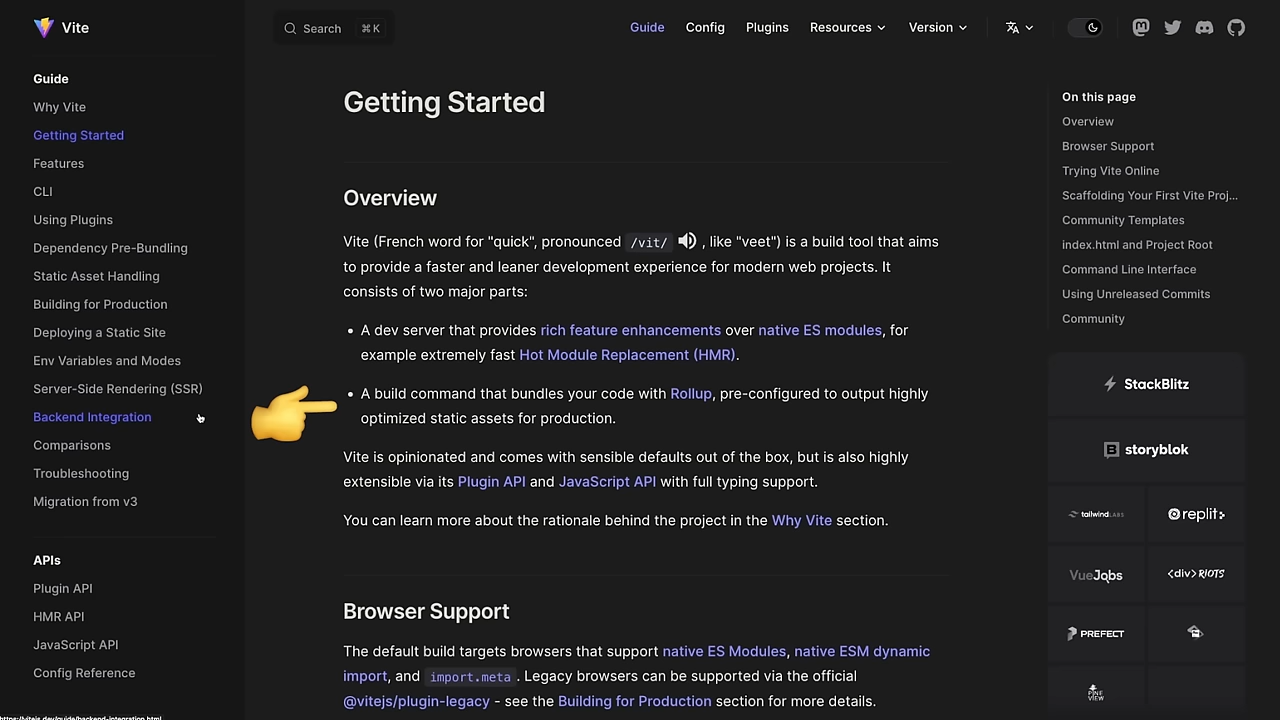 Vite
Search ⌘ K
Guide
Config
Plugins
Resources
Version
Guide
Why Vite
Getting Started
Features
CLI
Using Plugins
Dependency Pre-Bundling
Static Asset Handling
Building for Production
Deploying a Static Site
Env Variables and Modes
Server-Side Rendering (SSR)
Backend Integration
Comparisons
Troubleshooting
Migration from v3
APIs
Plugin API
HMR API
JavaScript API
Config Reference
https://vitejs.dev/guide/backend-integration.html
Getting Started
Overview
Vite (French word for "quick", pronounced /vit/ , like "veet") is a build tool that aims
to provide a faster and leaner development experience for modern web projects. It
consists of two major parts:
• A dev server that provides rich feature enhancements over native ES modules, for
example extremely fast Hot Module Replacement (HMR).
• A build command that bundles your code with Rollup, pre-configured to output highly
optimized static assets for production.
Vite is opinionated and comes with sensible defaults out of the box, but is also highly
extensible via its Plugin API and JavaScript API with full typing support.
You can learn more about the rationale behind the project in the Why Vite section.
Browser Support
The default build targets browsers that support native ES Modules, native ESM dynamic
import, and import.meta. Legacy browsers can be supported via the official
@vitejs/plugin-legacy - see the Building for Production section for more details.
On this page
Overview
Browser Support
Trying Vite Online
Scaffolding Your First Vite Proj...
Community Templates
index.html and Project Root
Command Line Interface
Using Unreleased Commits
Community
StackBlitz
storyblok
tailwindLABS
replit
VueJobs
<div>RIOTS
PREFECT
PINE VIEW